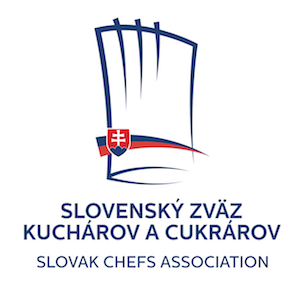 SLOVENSKÝ ZVÄZ
KUCHÁROV A CUKRÁROV
SLOVAK CHEFS ASSOCIATION